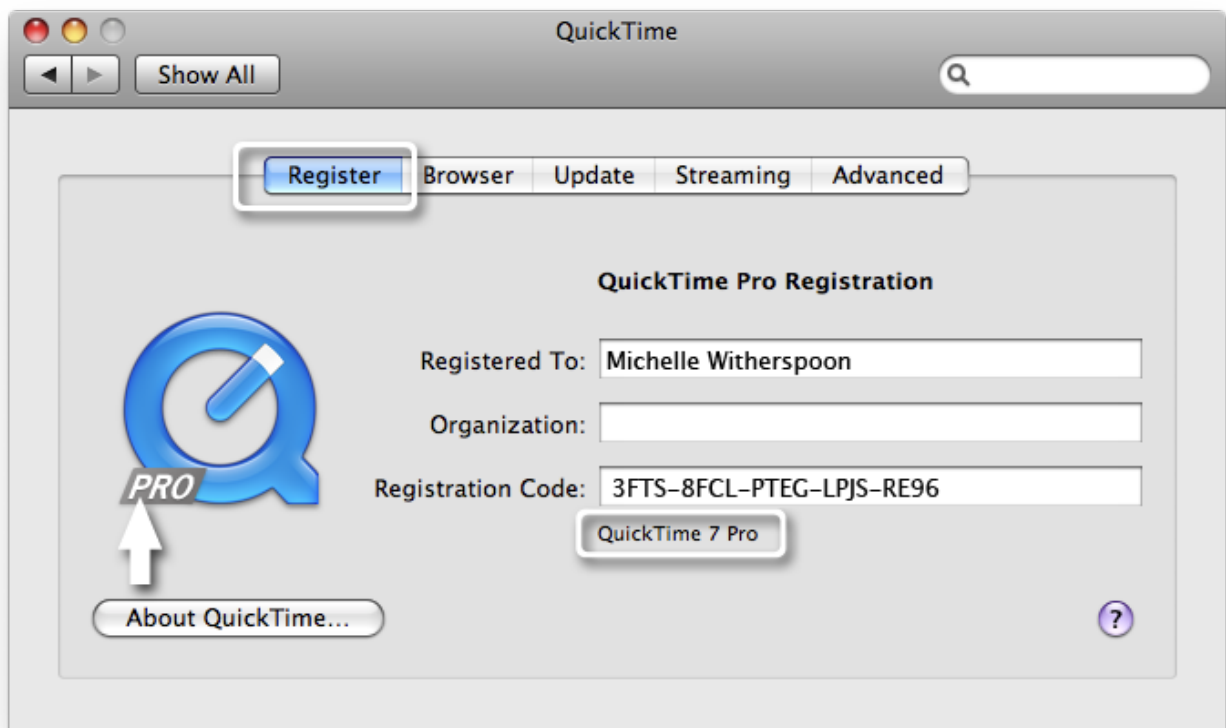 QuickTime
Show All
Register Browser Update Streaming Advanced
QuickTime Pro Registration
Registered To: Michelle Witherspoon
Organization:
Registration Code: 3FTS-8FCL-PTEG-LPJS-RE96
PRO
QuickTime 7 Pro
About QuickTime...
?